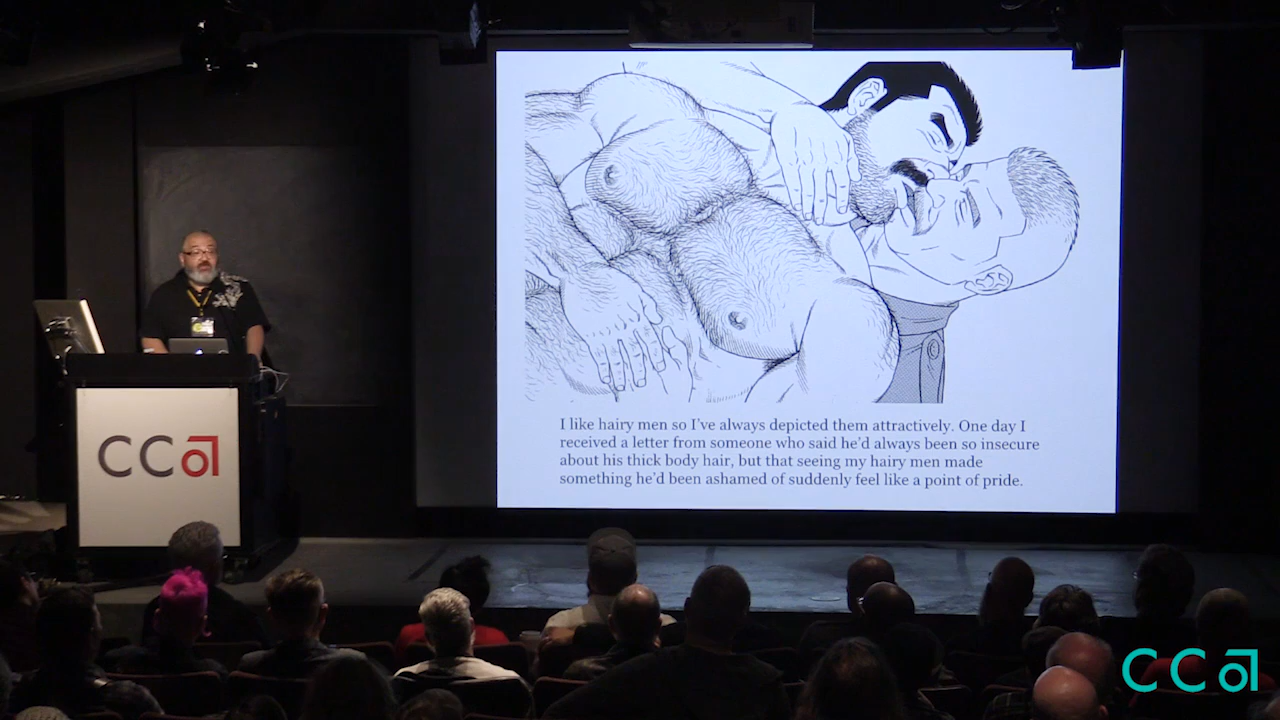 I like hairy men so I've always depicted them attractively. One day I
received a letter from someone who said he'd always been so insecure
about his thick body hair, but that seeing my hairy men made
something he'd been ashamed of suddenly feel like a point of pride.
CCa
CCa